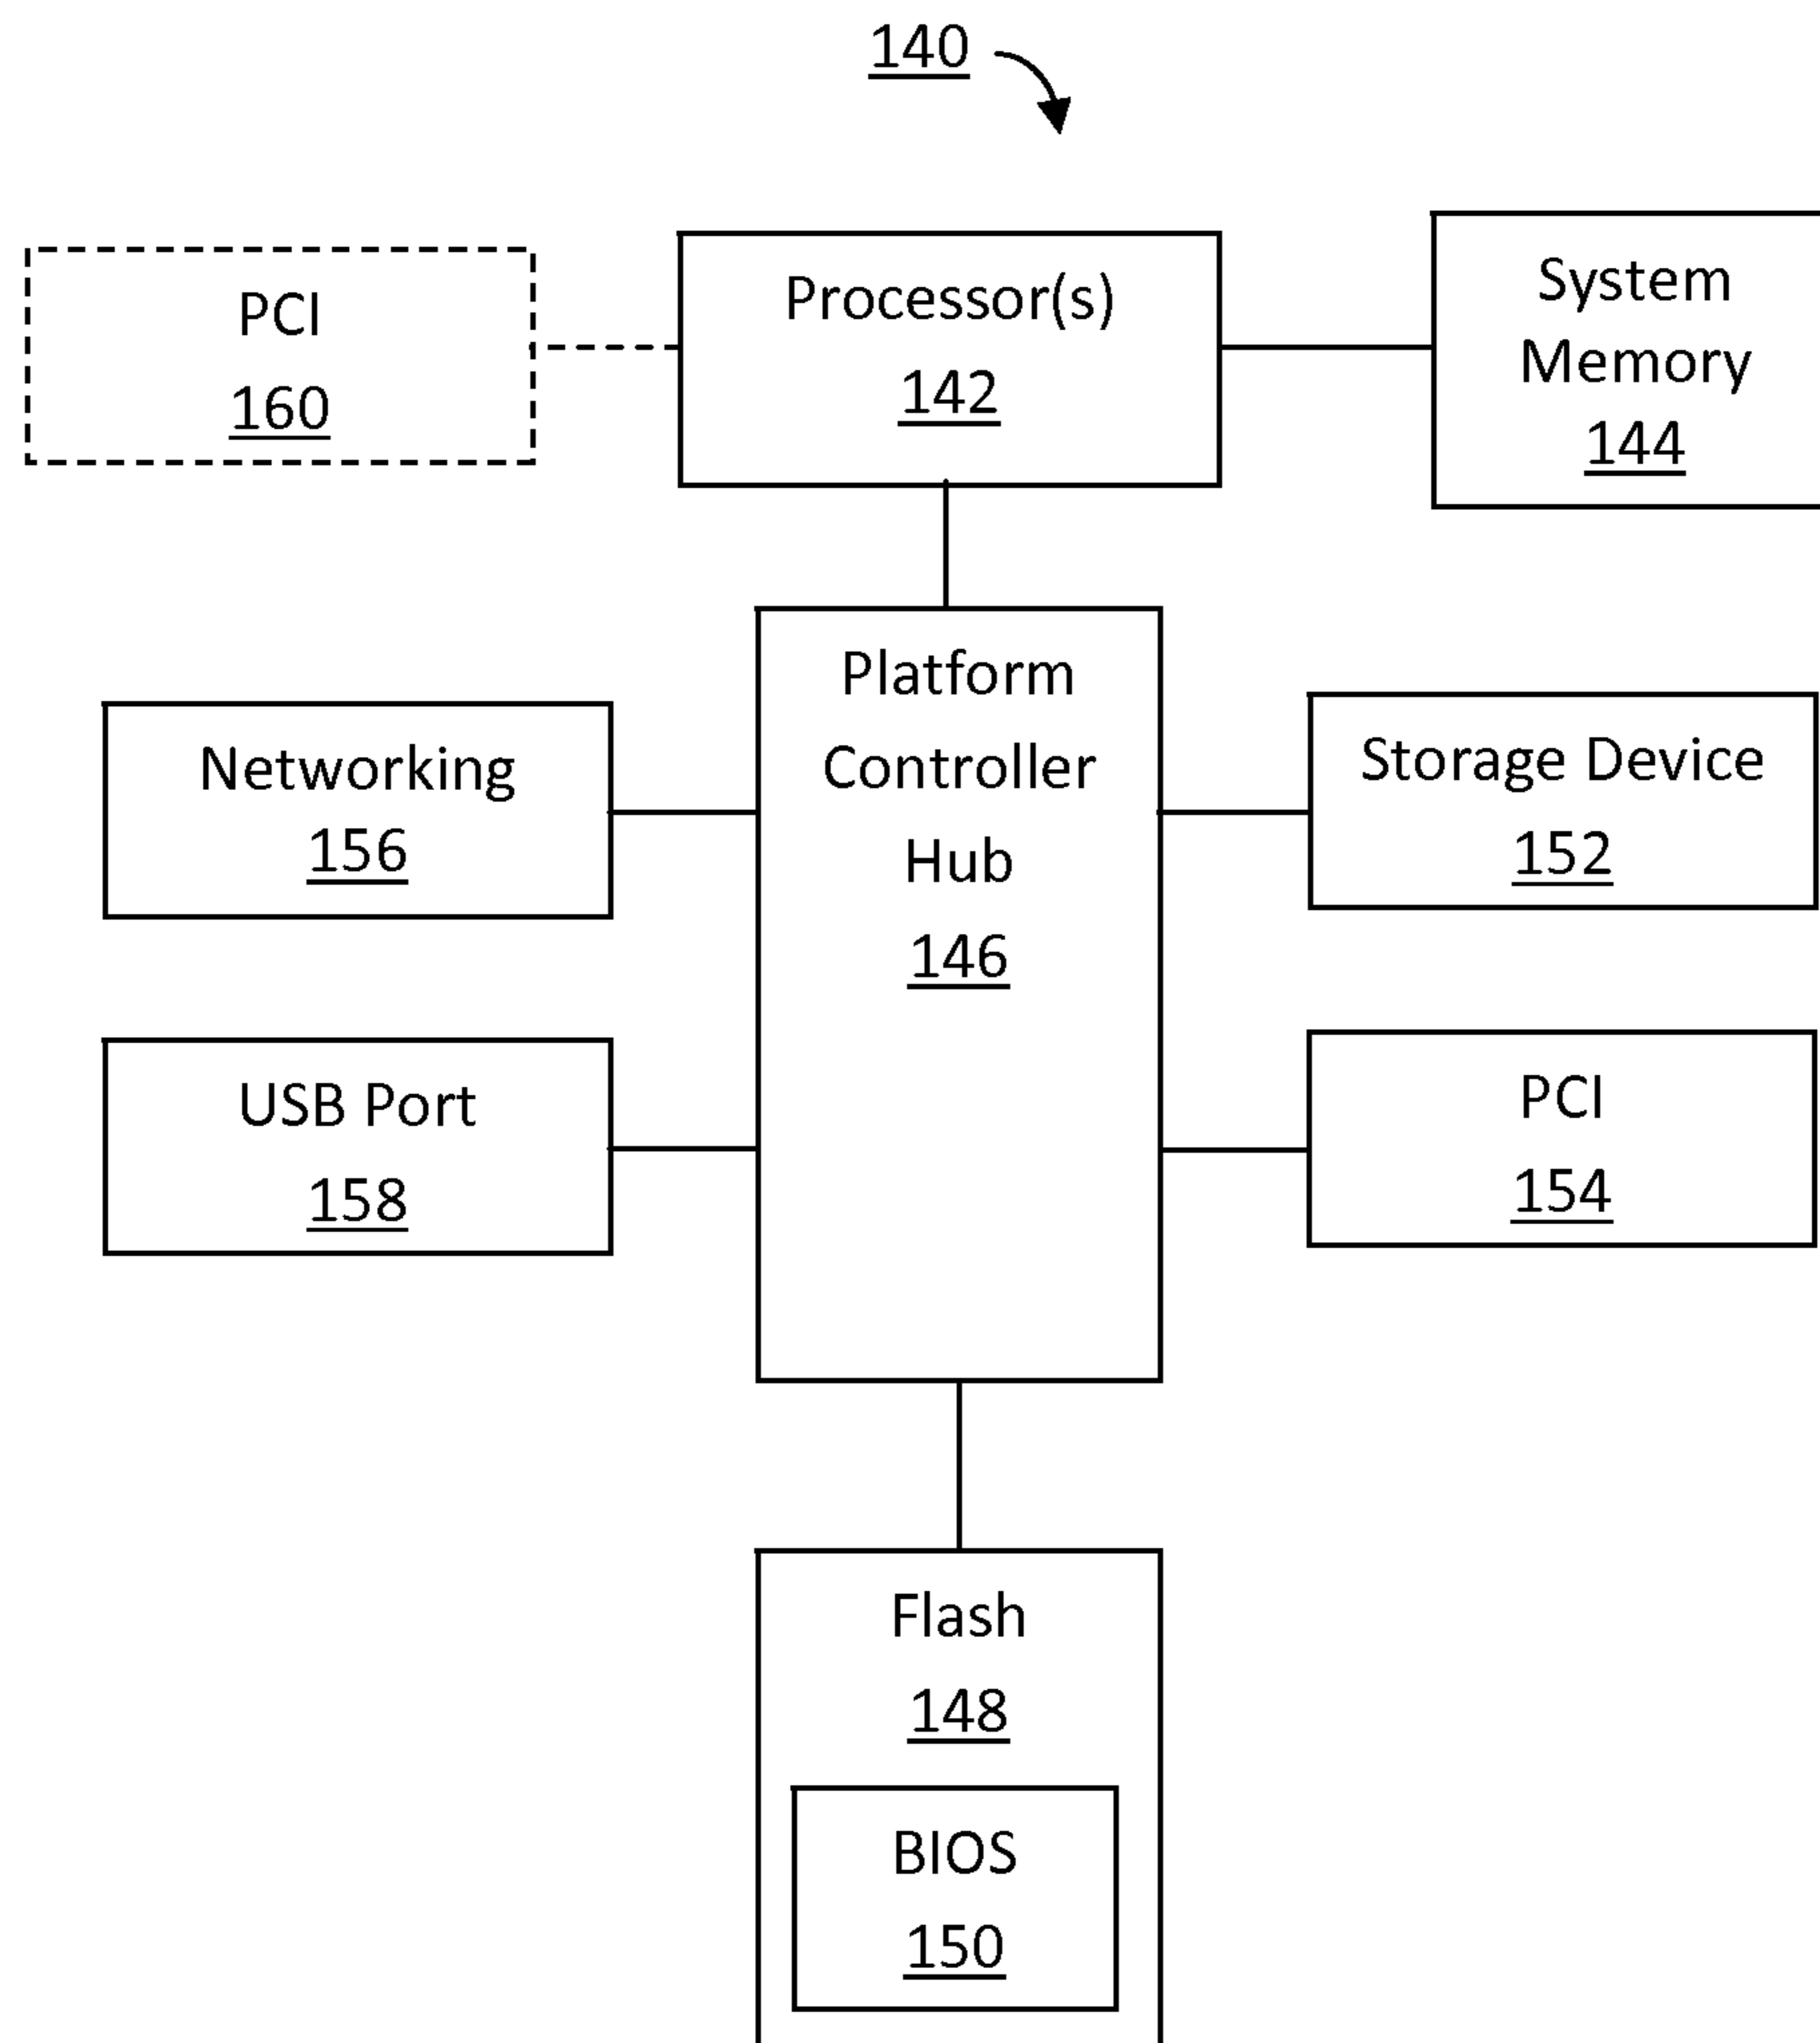 140
PCI
160
Processor(s)
142
System
Memory
144
Platform
Controller
Hub
146
Networking
156
Storage Device
152
USB Port
158
PCI
154
Flash
148
BIOS
150